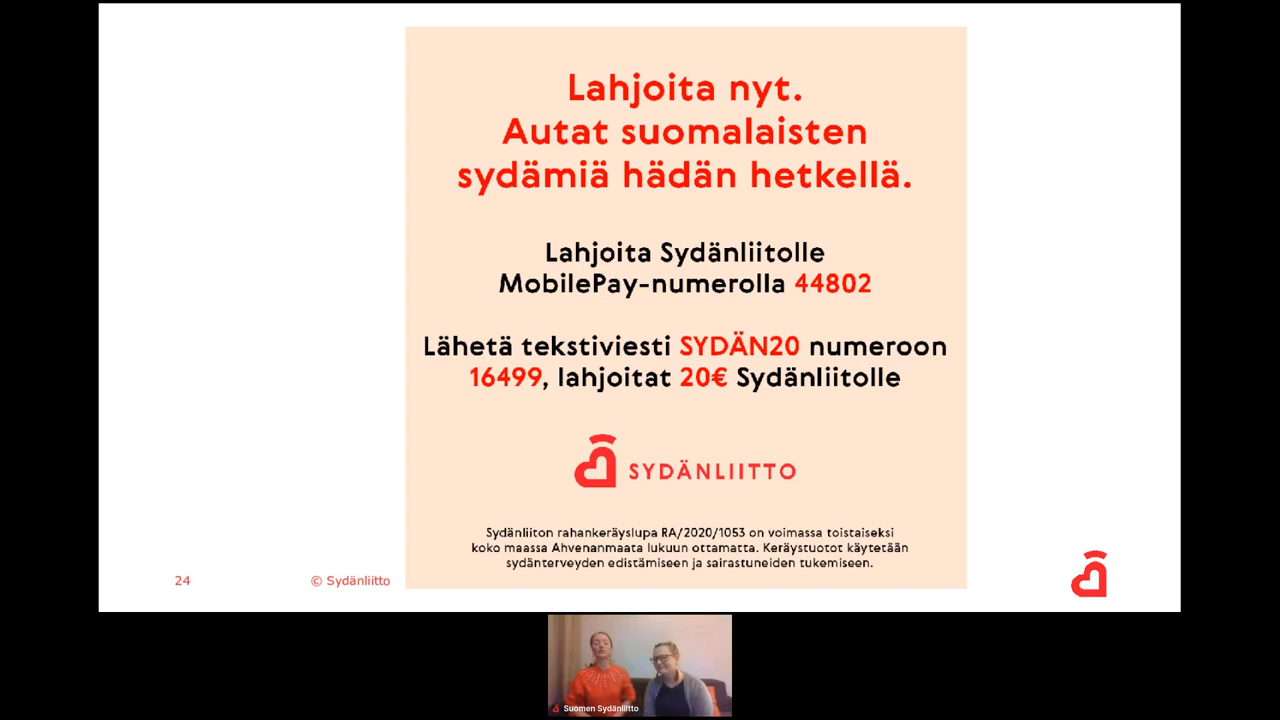 Lahjoita nyt.
Autat suomalaisten
sydämiä hädän hetkellä.
Lahjoita Sydänliitolle
MobilePay-numerolla 44802
Lähetä tekstiviesti SYDÄN20 numeroon
16499, lahjoitat 20€ Sydänliitolle
SYDÄNLIITTO
Sydänliiton rahankeräyslupa RA/2020/1053 on voimassa toistaiseksi
koko maassa Ahvenanmaata lukuun ottamatta. Keräystuotot käytetään
sydänterveyden edistämiseen ja sairastuneiden tukemiseen.
24
© Sydänliitto
Suomen Sydänliitto